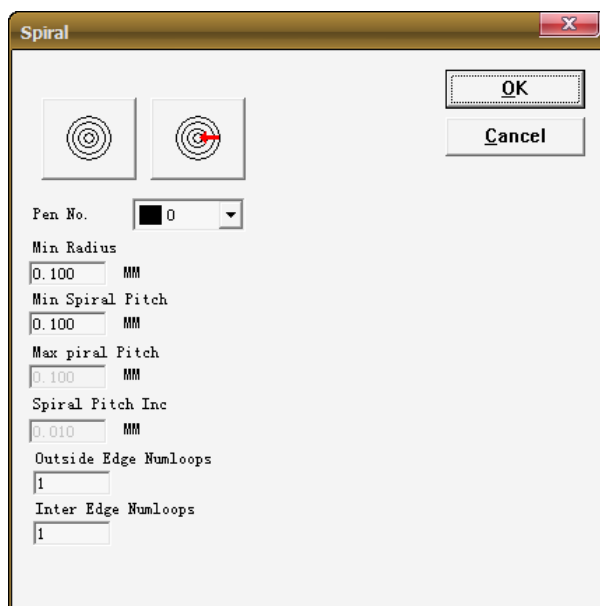 Spiral
OK
Cancel
Pen No. 0
Min Radius
0.100 MM
Min Spiral Pitch
0.100 MM
Max piral Pitch
0.100 MM
Spiral Pitch Inc
0.010 MM
Outside Edge Numloops
1
Inter Edge Numloops
1